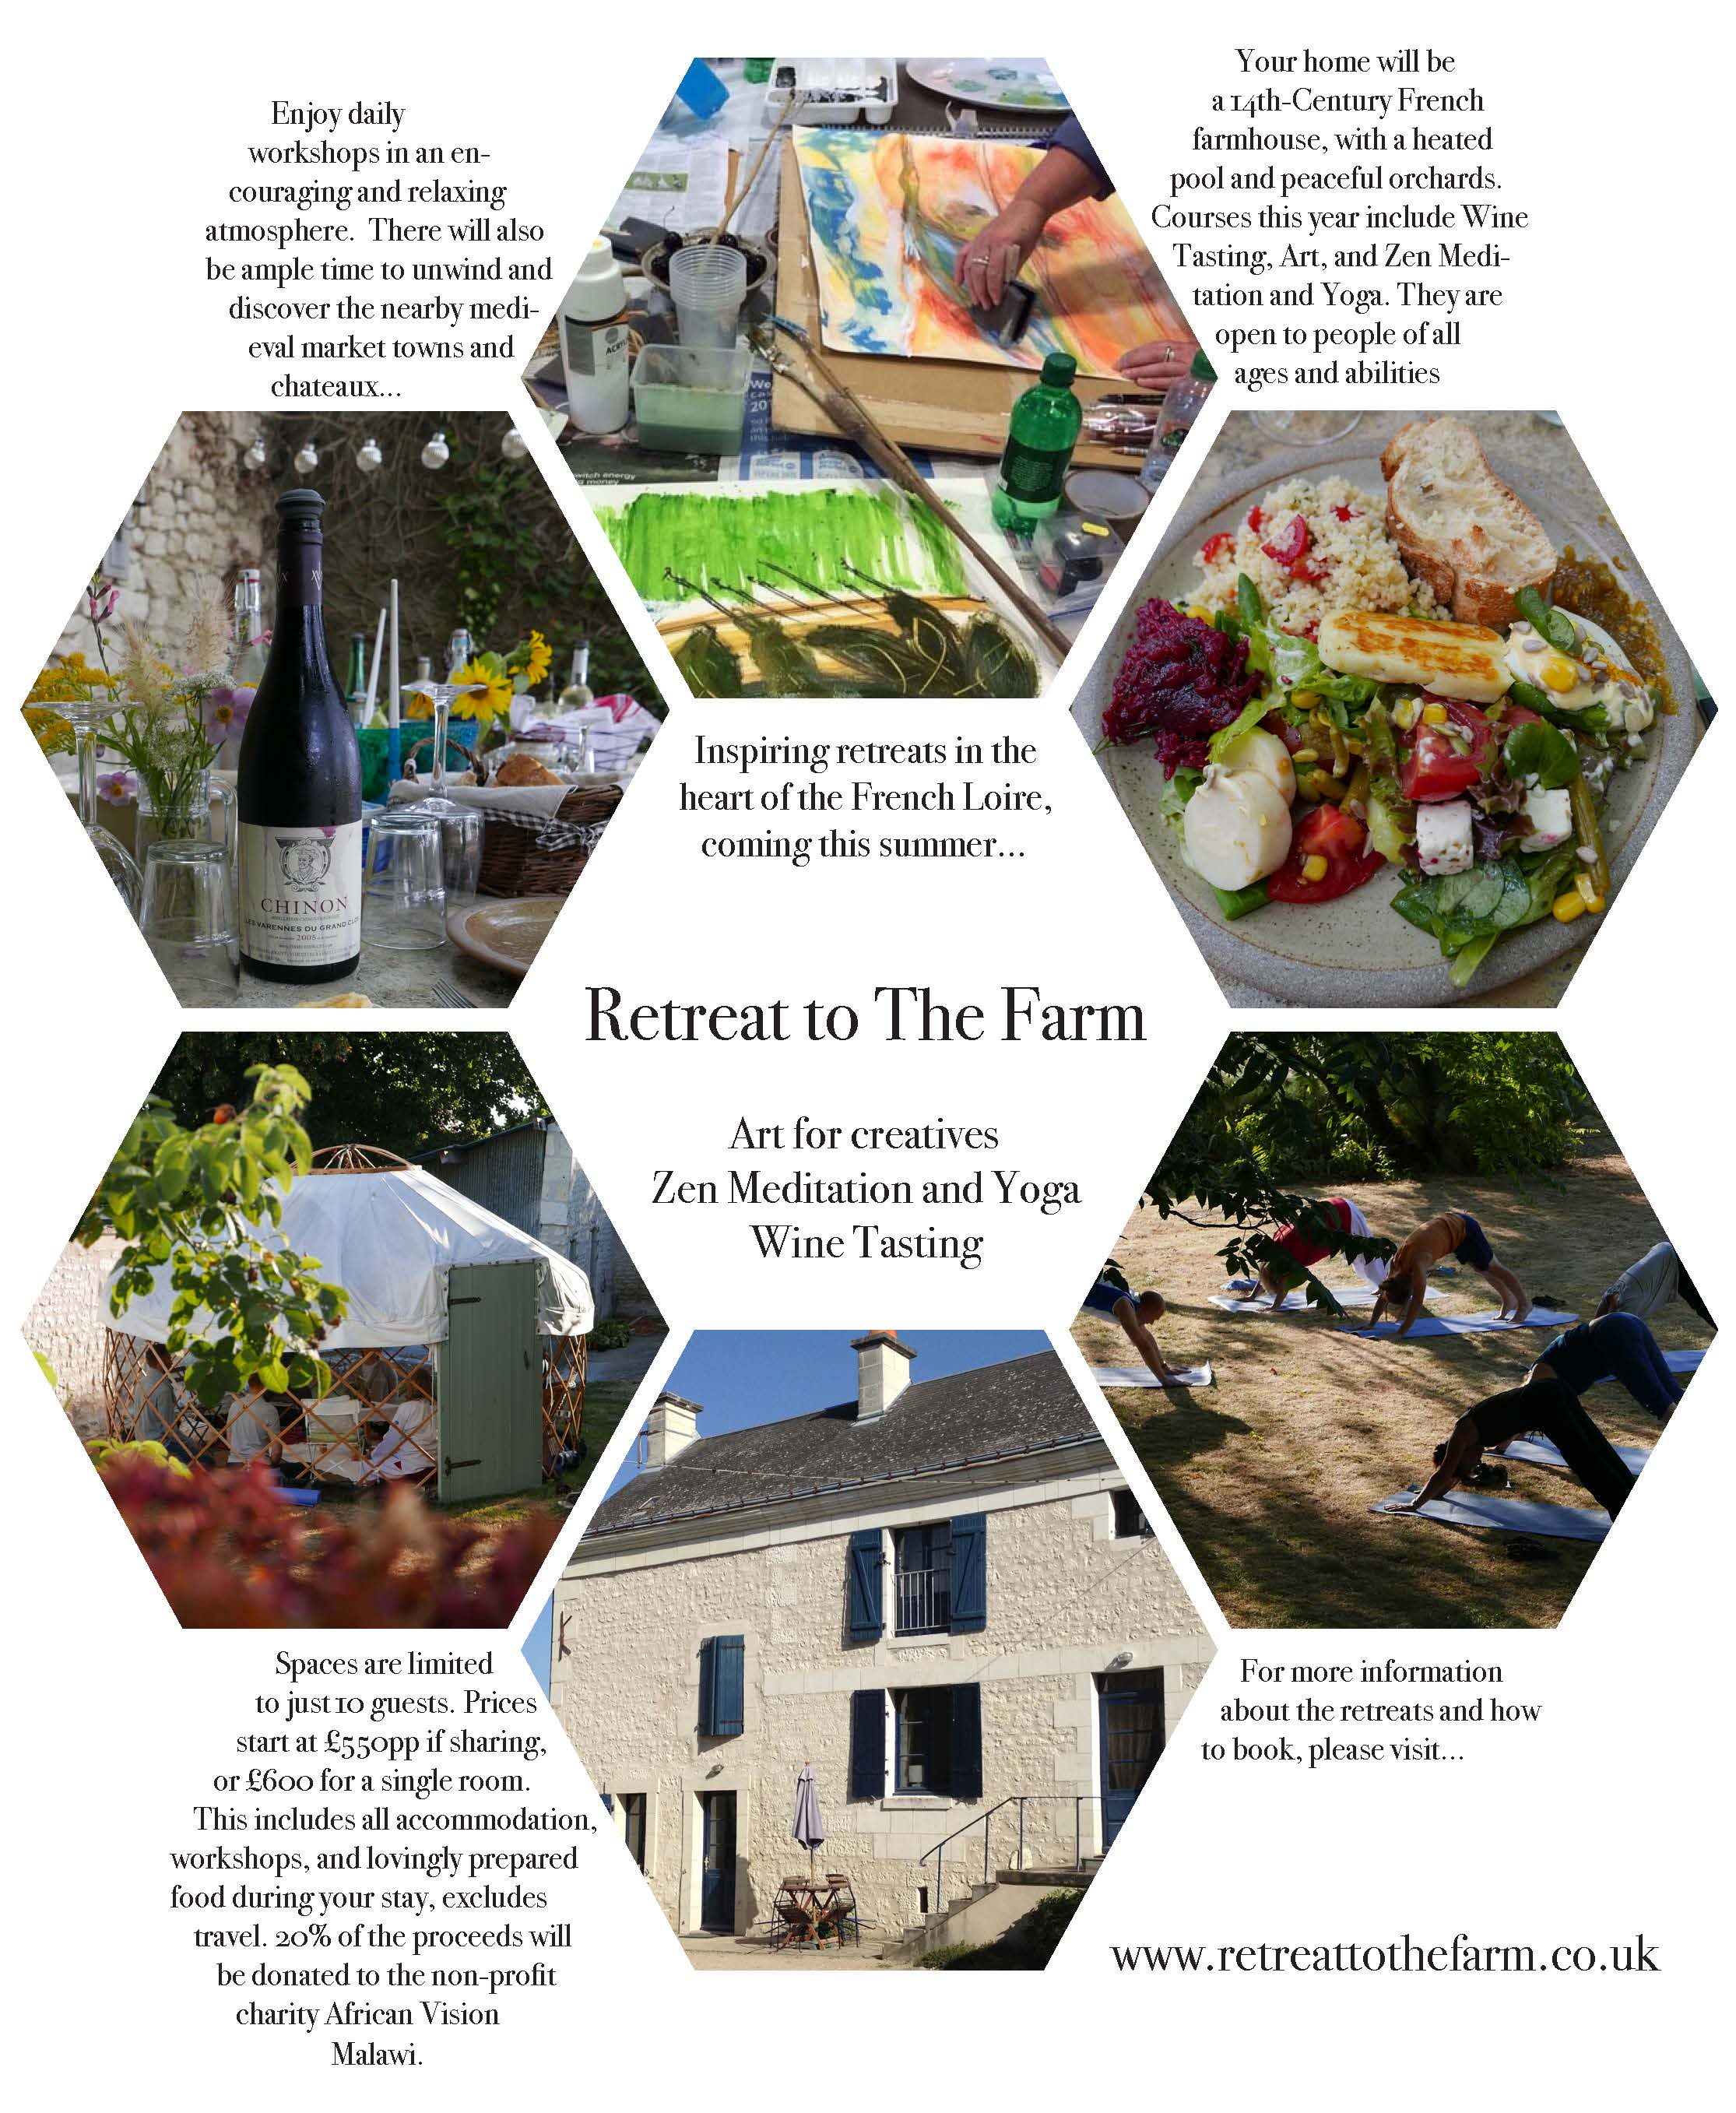 Enjoy daily
workshops in an en-
couraging and relaxing
atmosphere.  There will also
be ample time to unwind and
discover the nearby medi-
eval market towns and
chateaux...
Your home will be
a 14th-Century French
farmhouse, with a heated
pool and peaceful orchards.
Courses this year include Wine
Tasting, Art, and Zen Medi-
tation and Yoga. They are
open to people of all
ages and abilities
Inspiring retreats in the
heart of the French Loire,
coming this summer...
CHINON
LES VARENNES DU GRAND CLOS
2008
Retreat to The Farm
Art for creatives
Zen Meditation and Yoga
Wine Tasting
Spaces are limited
to just 10 guests. Prices
start at £550pp if sharing,
or £600 for a single room.
This includes all accommodation,
workshops, and lovingly prepared
food during your stay, excludes
travel. 20% of the proceeds will
be donated to the non-profit
charity African Vision
Malawi.
For more information
about the retreats and how
to book, please visit...
www.retreattothefarm.co.uk